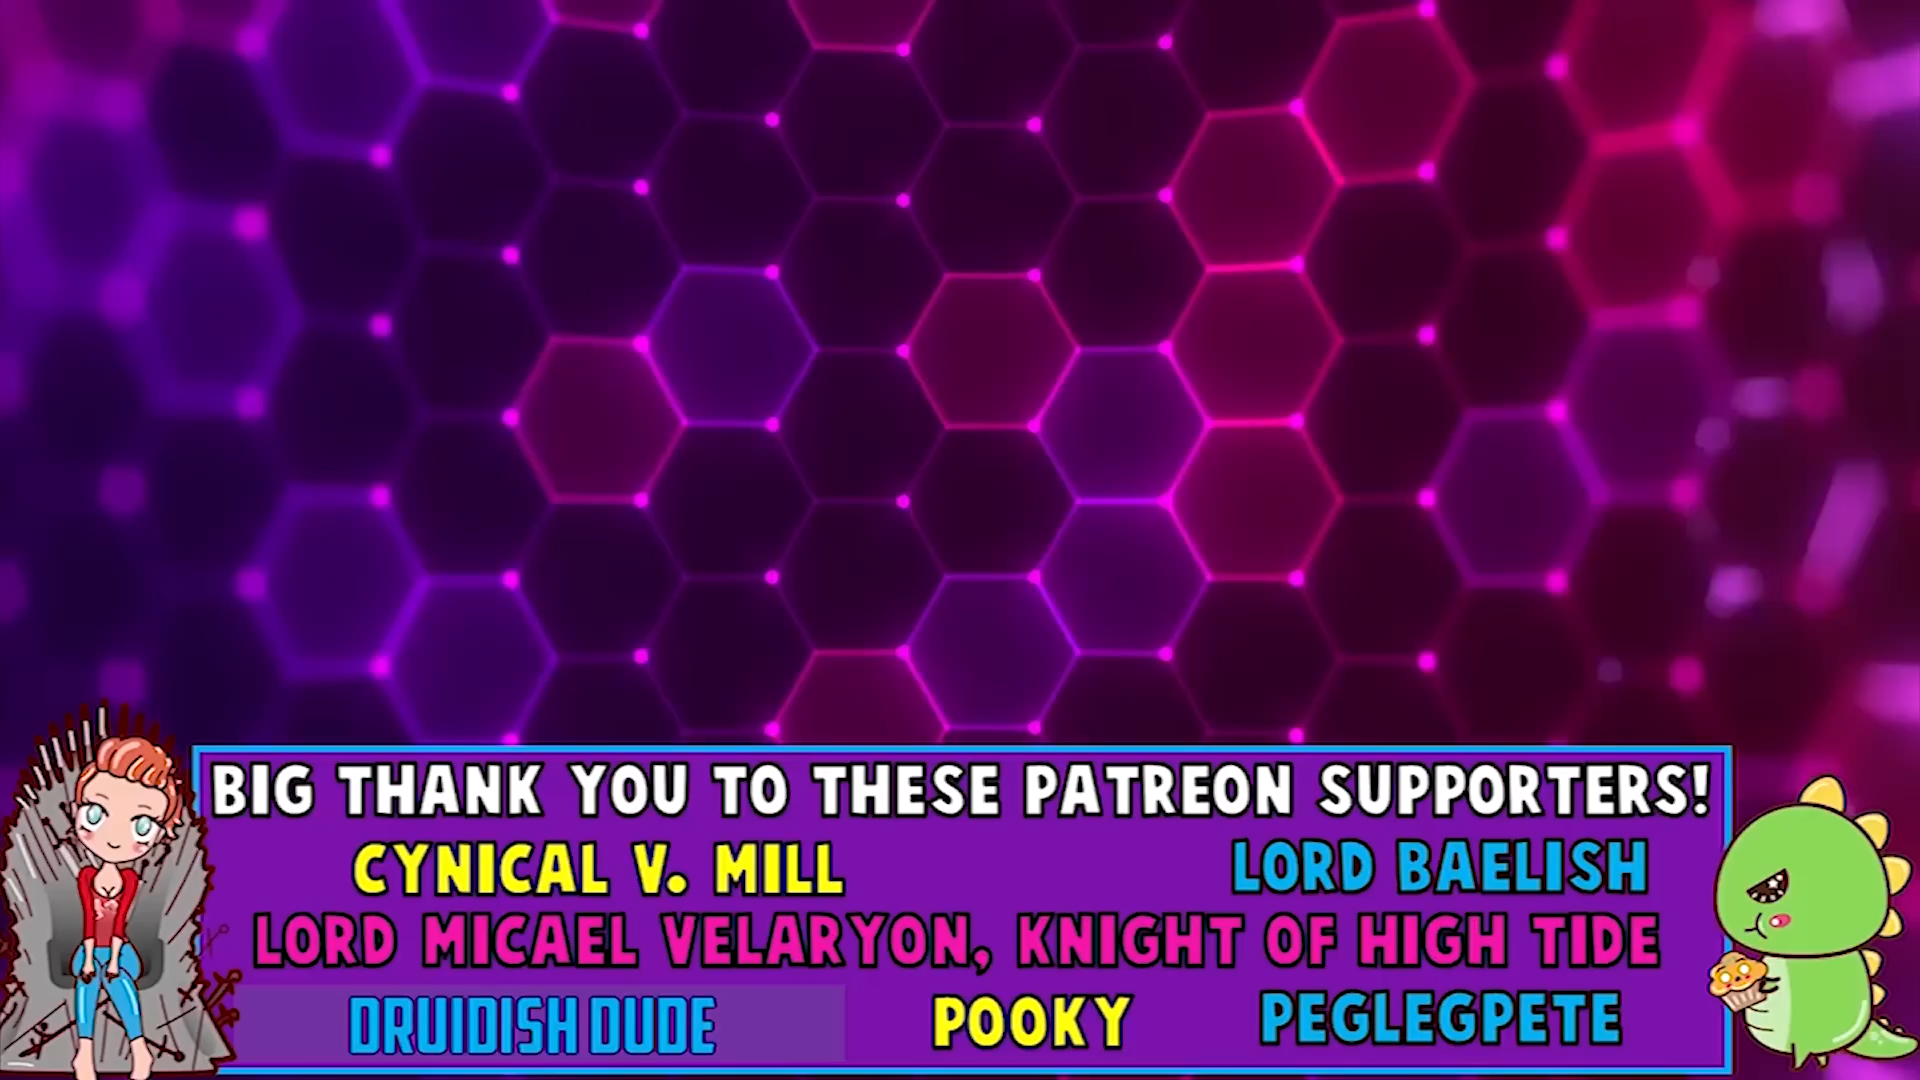 BIG THANK YOU TO THESE PATREON SUPPORTERS!
CYNICAL V. MILL LORD BAELISH
LORD MICAEL VELARYON, KNIGHT OF HIGH TIDE
DRUIDISH DUDE POOKY PEGLEGPETE